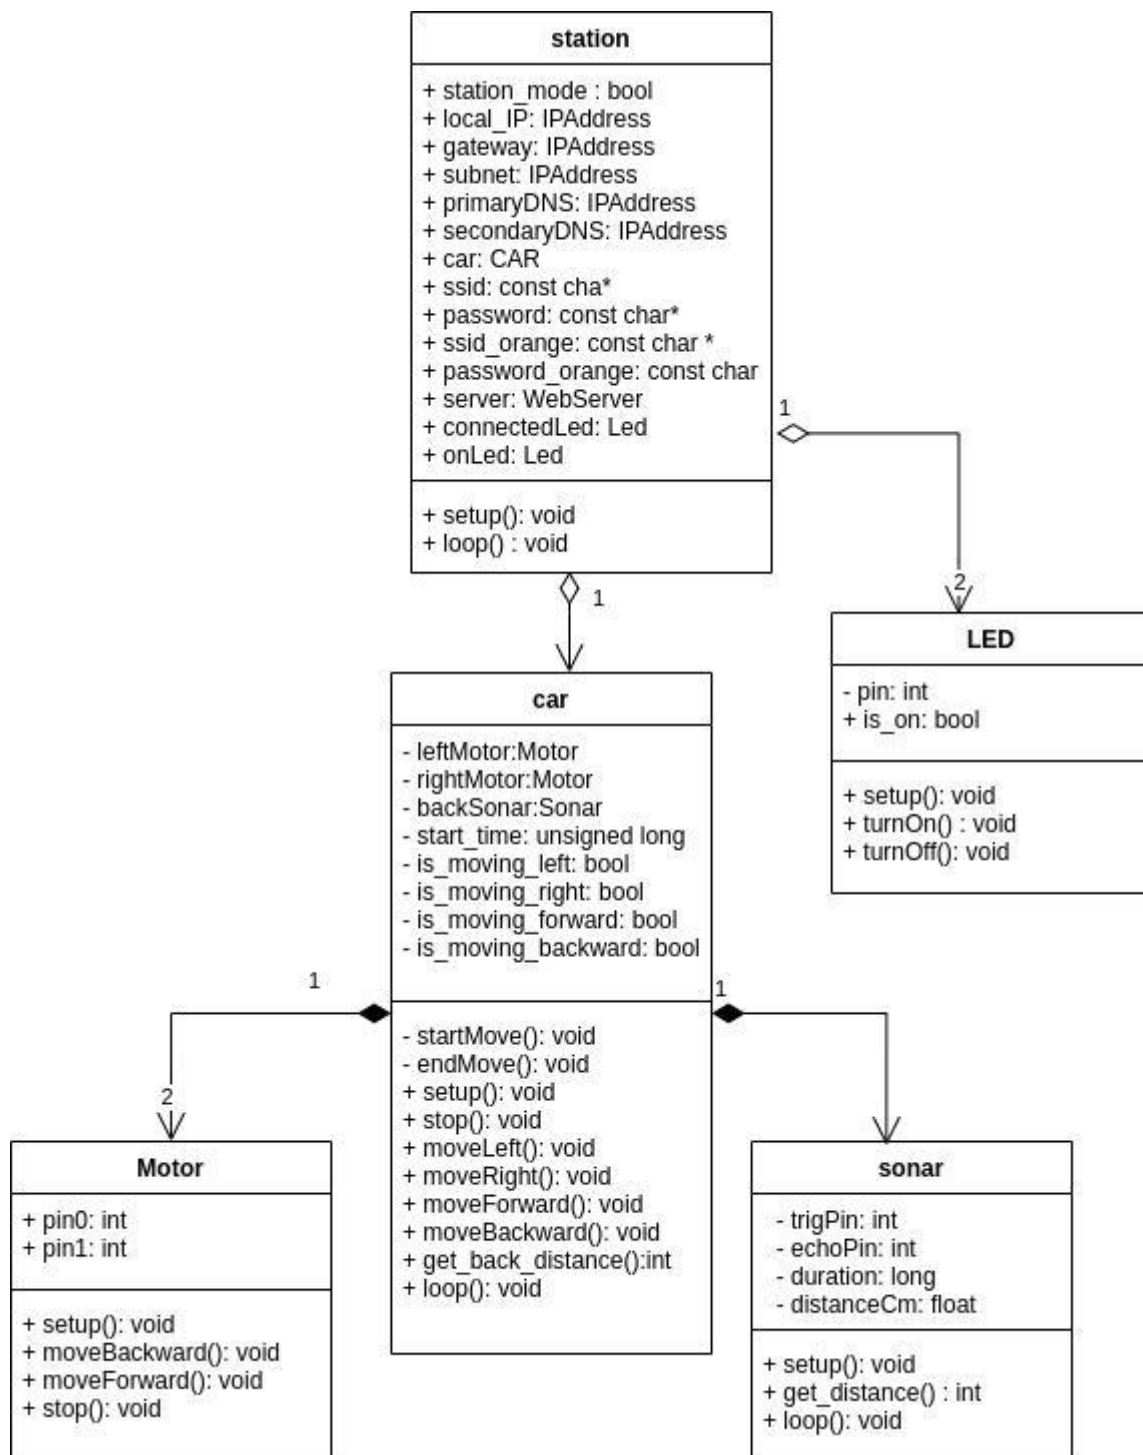 station
+ station_mode : bool
+ local_IP: IPAddress
+ gateway: IPAddress
+ subnet: IPAddress
+ primaryDNS: IPAddress
+ secondaryDNS: IPAddress
+ car: CAR
+ ssid: const cha*
+ password: const char*
+ ssid_orange: const char *
+ password_orange: const char
+ server: WebServer
+ connectedLed: Led
+ onLed: Led
+ setup(): void
+ loop() : void
1
2
LED
- pin: int
+ is_on: bool
+ setup(): void
+ turnOn() : void
+ turnOff(): void
1
car
- leftMotor:Motor
- rightMotor:Motor
- backSonar:Sonar
- start_time: unsigned long
- is_moving_left: bool
- is_moving_right: bool
- is_moving_forward: bool
- is_moving_backward: bool
- startMove(): void
- endMove(): void
+ setup(): void
+ stop(): void
+ moveLeft(): void
+ moveRight(): void
+ moveForward(): void
+ moveBackward(): void
+ get_back_distance():int
+ loop(): void
1
2
Motor
+ pin0: int
+ pin1: int
+ setup(): void
+ moveBackward(): void
+ moveForward(): void
+ stop(): void
1
sonar
- trigPin: int
- echoPin: int
- duration: long
- distanceCm: float
+ setup(): void
+ get_distance() : int
+ loop(): void